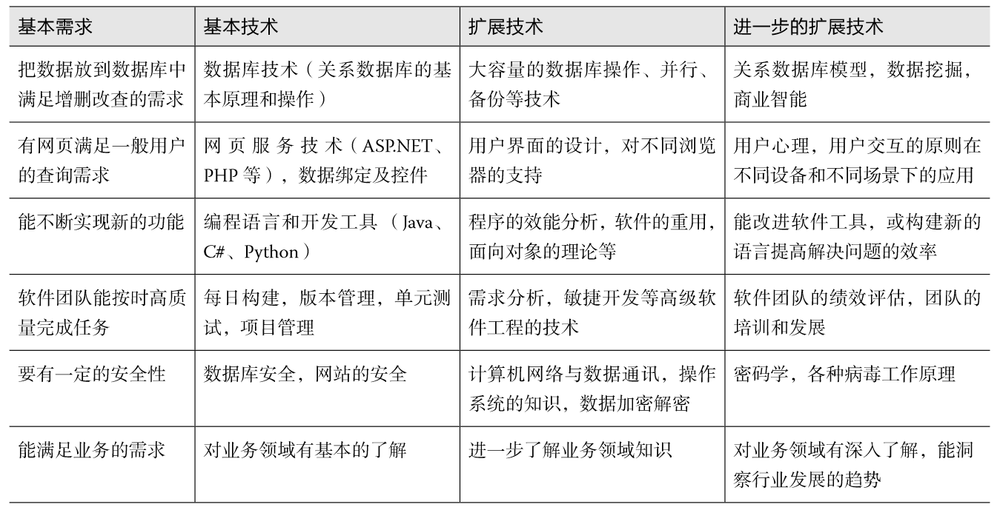 基本需求
基本技术
扩展技术
进一步的扩展技术
把数据放到数据库中
满足增删改查的需求
数据库技术（关系数据库的基
本原理和操作）
大容量的数据库操作、并行、
备份等技术
关系数据库模型，数据挖掘，
商业智能
有网页满足一般用户
的查询需求
网页服务技术（ASP.NET、
PHP 等），数据绑定及控件
用户界面的设计，对不同浏览
器的支持
用户心理，用户交互的原则在
不同设备和不同场景下的应用
能不断实现新的功能
编程语言和开发工具（Java、
C#、Python）
程序的效能分析，软件的重用，
面向对象的理论等
能改进软件工具，或构建新的
语言提高解决问题的效率
软件团队能按时高质
量完成任务
每日构建，版本管理，单元测
试，项目管理
需求分析，敏捷开发等高级软
件工程的技术
软件团队的绩效评估，团队的
培训和发展
要有一定的安全性
数据库安全，网站的安全
计算机网络与数据通讯，操作
系统的知识，数据加密解密
密码学，各种病毒工作原理
能满足业务的需求
对业务领域有基本的了解
进一步了解业务领域知识
对业务领域有深入了解，能洞
察行业发展的趋势